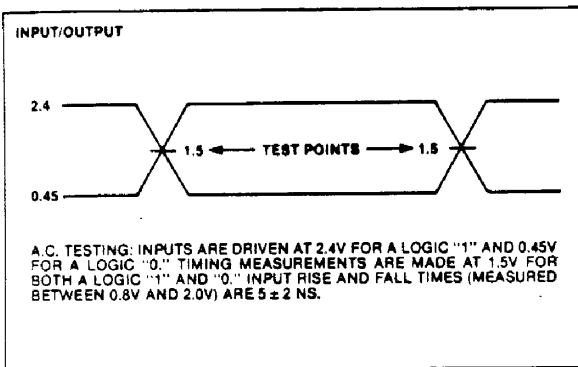 INPUT/OUTPUT
2.4
1.5 TEST POINTS 1.5
0.45
A.C. TESTING: INPUTS ARE DRIVEN AT 2.4V FOR A LOGIC "1" AND 0.45V
FOR A LOGIC "0." TIMING MEASUREMENTS ARE MADE AT 1.5V FOR
BOTH A LOGIC "1" AND "0." INPUT RISE AND FALL TIMES (MEASURED
BETWEEN 0.8V AND 2.0V) ARE 5 ± 2 NS.